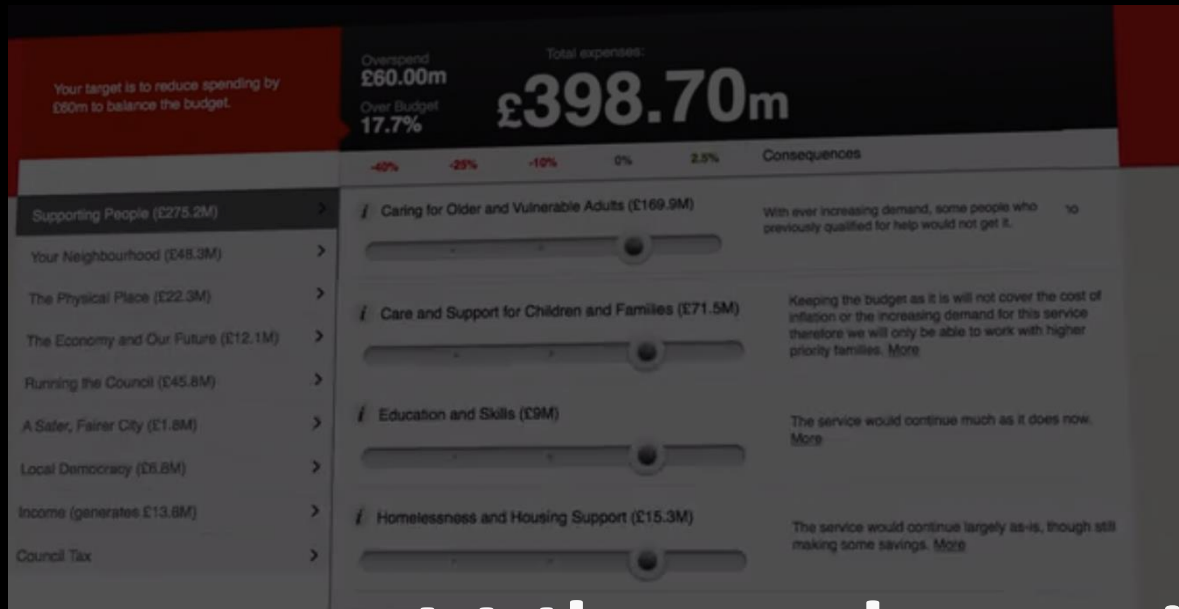 Your target is to reduce spending by
£60m to balance the budget.
Overspend
£60.00m
Over Budget
17.7%
Total expenses:
£398.70m
-40% -25% -10% 0% 2.5% Consequences
Supporting People (£275.2M)
Your Neighbourhood (£48.3M)
The Physical Place (£22.3M)
The Economy and Our Future (£12.1M)
Running the Council (£45.8M)
A Safer, Fairer City (£1.8M)
Local Democracy (£6.8M)
Income (generates £13.6M)
Council Tax
i Caring for Older and Vulnerable Adults (£169.9M)
With ever increasing demand, some people who
previously qualified for help would not get it.
i Care and Support for Children and Families (£71.5M)
Keeping the budget as it is will not cover the cost of
inflation or the increasing demand for this service
therefore we will only be able to work with higher
priority families. More
i Education and Skills (£9M)
The service would continue much as it does now.
More
i Homelessness and Housing Support (£15.3M)
The service would continue largely as-is, though still
making some savings. More